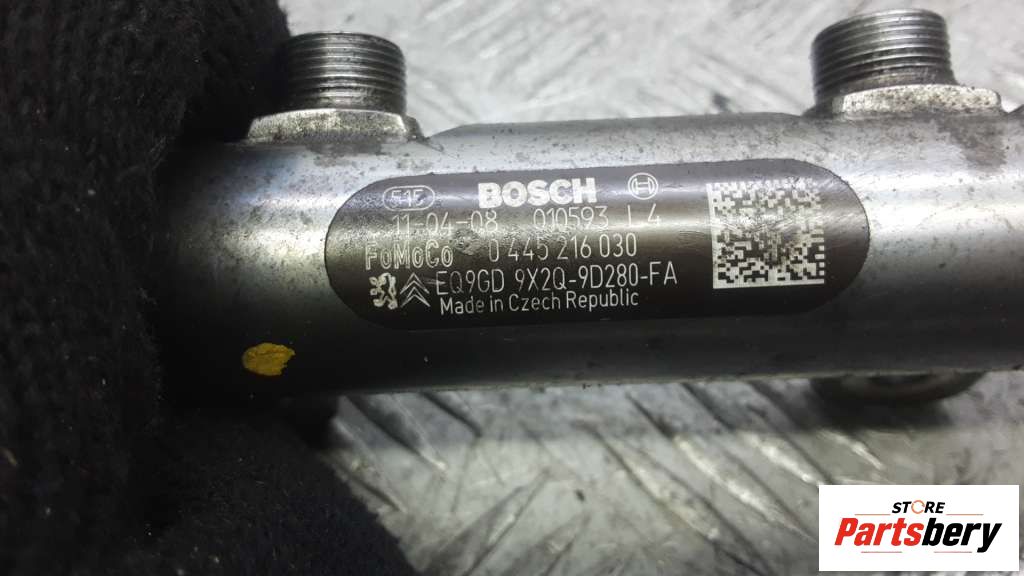 BOSCH
11-04-08 010593 L 4
FoMoCo 0 445 216 030
EQ9GD 9X2Q-9D280-FA
Made in Czech Republic
STORE
Partsbery